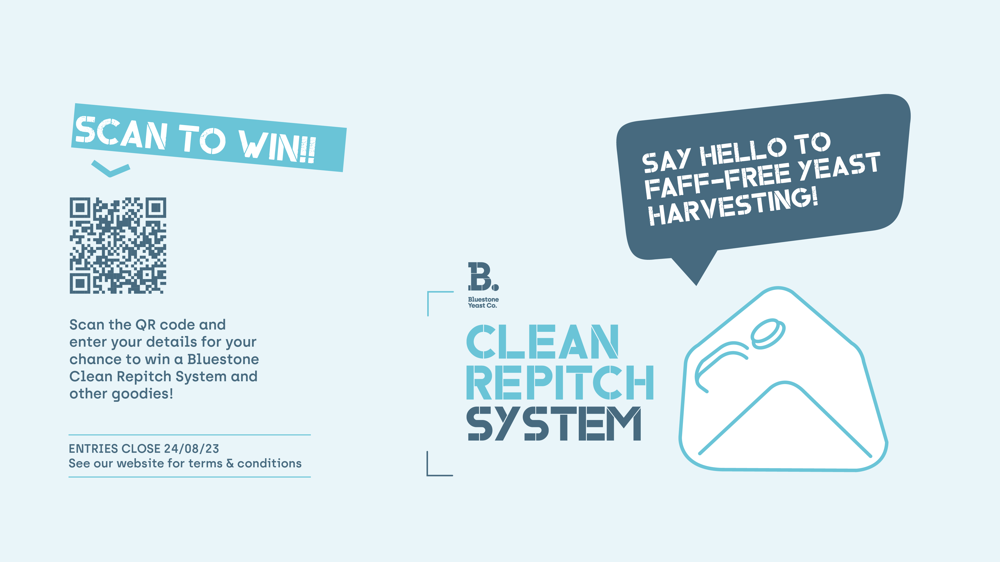 SCAN TO WIN!!
Scan the QR code and
enter your details for your
chance to win a Bluestone
Clean Repitch System and
other goodies!
ENTRIES CLOSE 24/08/23
See our website for terms & conditions
SAY HELLO TO
FAFF-FREE YEAST
HARVESTING!
B.
Bluestone
Yeast Co.
CLEAN
REPITCH
SYSTEM